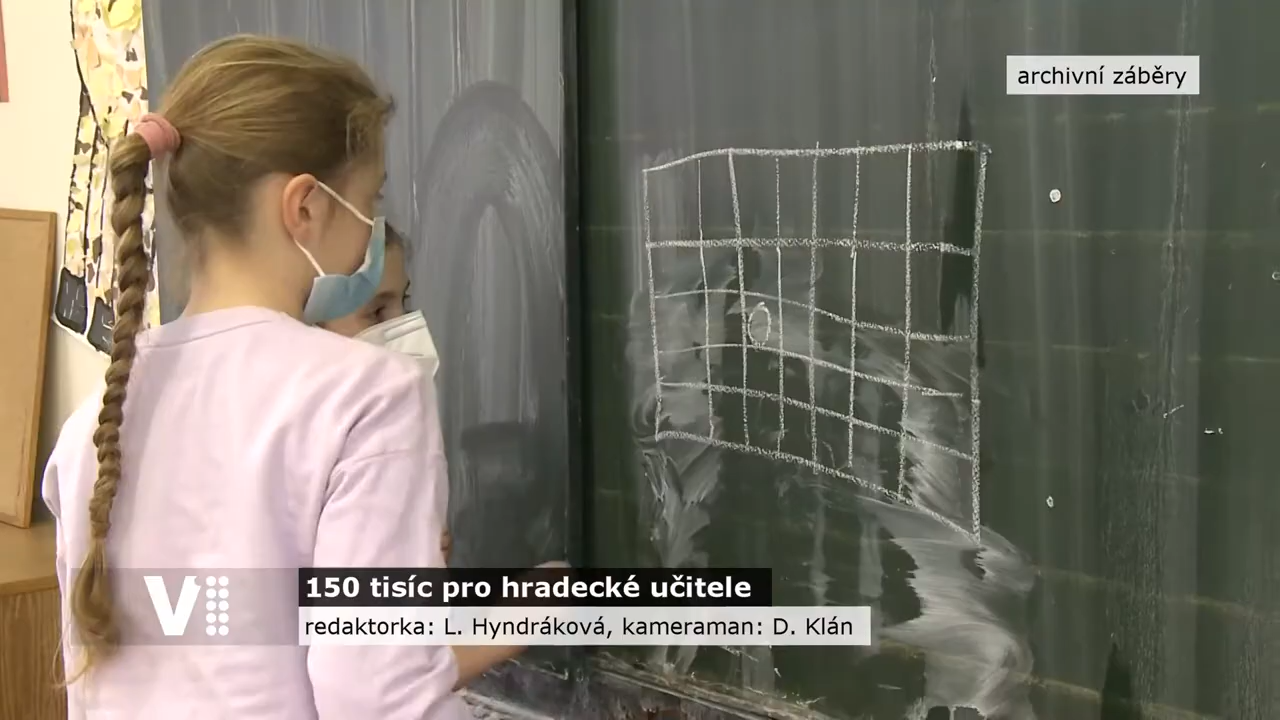 archivní záběry
150 tisíc pro hradecké učitele
redaktorka: L. Hyndráková, kameraman: D. Klán